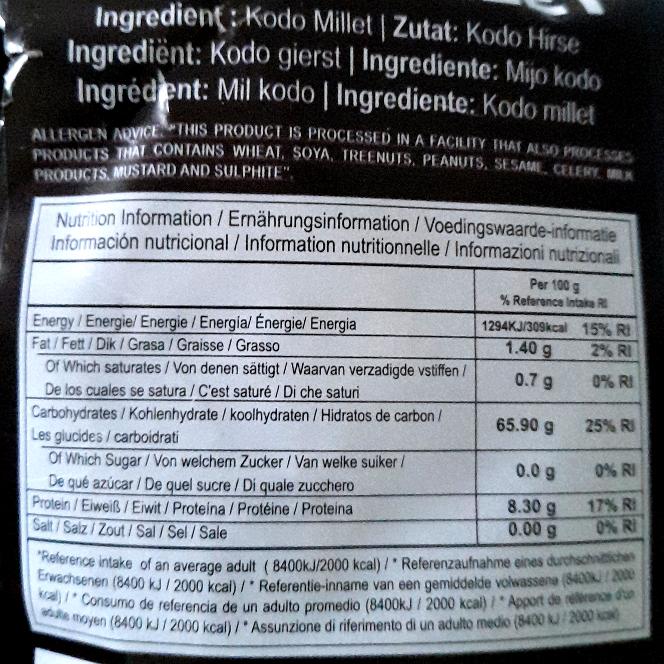 Ingredient : Kodo Millet | Zutat: Kodo Hirse
Ingrediënt: Kodo gierst | Ingrediente: Mijo kodo
Ingrédient: Mil kodo | Ingrediente: Kodo millet
ALLERGEN ADVICE: "THIS PRODUCT IS PROCESSED IN A FACILITY THAT ALSO PROCESSES
PRODUCTS THAT CONTAINS WHEAT, SOYA, TREENUTS, PEANUTS, SESAME, CELERY, MILK
PRODUCTS, MUSTARD AND SULPHITE".
Nutrition Information / Ernährungsinformation / Voedingswaarde-informatie
Información nutricional / Information nutritionnelle / Informazioni nutrizionali
Per 100 g
% Reference Intake RI
Energy / Energie/ Energie / Energía/ Énergie/ Energia 1294KJ/309kcal 15% RI
Fat / Fett / Dik / Grasa / Graisse / Grasso 1.40 g 2% RI
Of Which saturates / Von denen sättigt / Waarvan verzadigde vstiffen /
De los cuales se satura / C'est saturé / Di che saturi 0.7 g 0% RI
Carbohydrates / Kohlenhydrate / koolhydraten / Hidratos de carbon /
Les glucides / carboidrati 65.90 g 25% RI
Of Which Sugar / Von welchem Zucker / Van welke suiker /
De qué azúcar / De quel sucre / Di quale zucchero 0.0 g 0% RI
Protein / Eiweiß / Eiwit / Proteína / Protéine / Proteina 8.30 g 17% RI
Salt / Salz / Zout / Sal / Sel / Sale 0.00 g 0% RI
*Reference intake of an average adult ( 8400kJ/2000 kcal) / * Referenzaufnahme eines durchschnittlichen
Erwachsenen (8400 kJ / 2000 kcal) / * Referentie-inname van een gemiddelde volwassene (8400kJ / 2000
kcal) / * Consumo de referencia de un adulto promedio (8400kJ / 2000 kcal) / * Apport de référence d'un
adulte moyen (8400 kJ / 2000 kcal) / * Assunzione di riferimento di un adulto medio (8400 kJ / 2000 kcal)